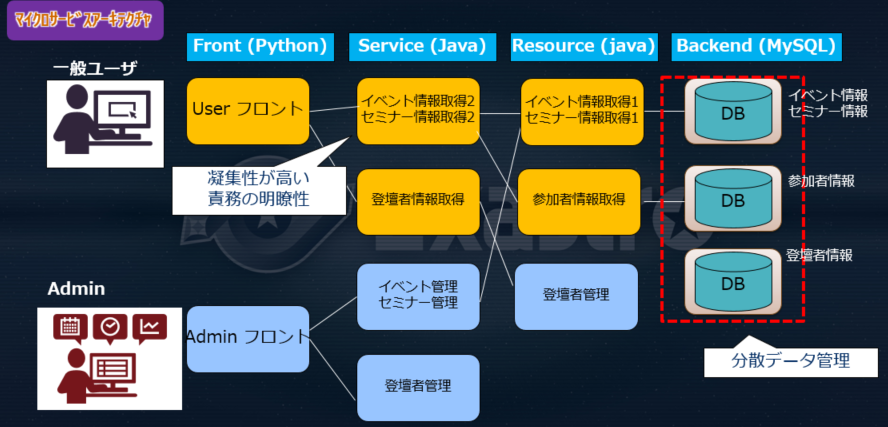 マイクロサービスアーキテクチャ
Front (Python)
Service (Java)
Resource (java)
Backend (MySQL)
一般ユーザ
User フロント
イベント情報取得2
セミナー情報取得2
イベント情報取得1
セミナー情報取得1
DB
イベント情報
セミナー情報
凝集性が高い
責務の明瞭性
登壇者情報取得
参加者情報取得
DB
参加者情報
Exastro
Admin
イベント管理
セミナー管理
登壇者管理
DB
登壇者情報
Admin フロント
登壇者管理
分散データ管理